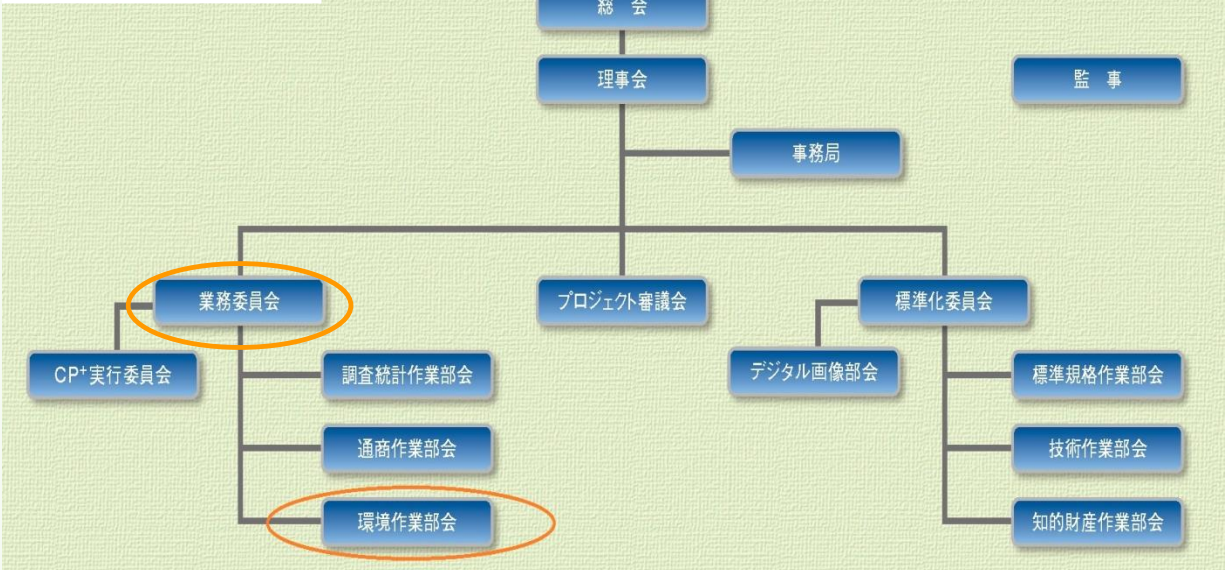 総 会
理事会
監 事
事務局
業務委員会
プロジェクト審議会
標準化委員会
CP+実行委員会
調査統計作業部会
デジタル画像部会
標準規格作業部会
通商作業部会
技術作業部会
環境作業部会
知的財産作業部会